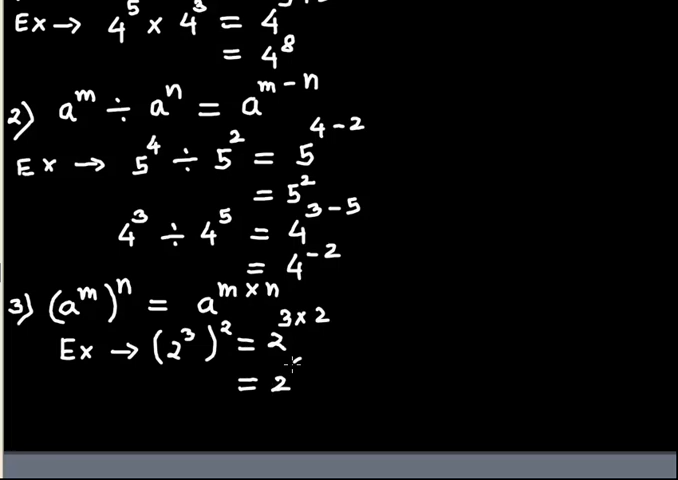 Ex → 4⁵ × 4³ = 4
= 4⁸
2) aᵐ ÷ aⁿ = aᵐ⁻ⁿ
Ex → 5⁴ ÷ 5² = 5⁴⁻²
= 5²
4³ ÷ 4⁵ = 4³⁻⁵
= 4⁻²
3) (aᵐ)ⁿ = aᵐˣⁿ
Ex → (2³)² = 2³ˣ²
= 2